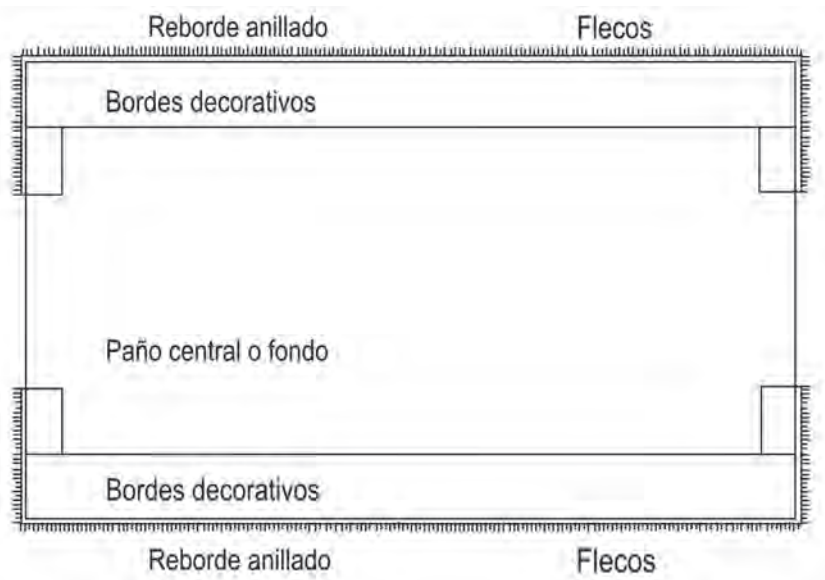 Reborde anillado Flecos
Bordes decorativos
Paño central o fondo
Bordes decorativos
Reborde anillado Flecos